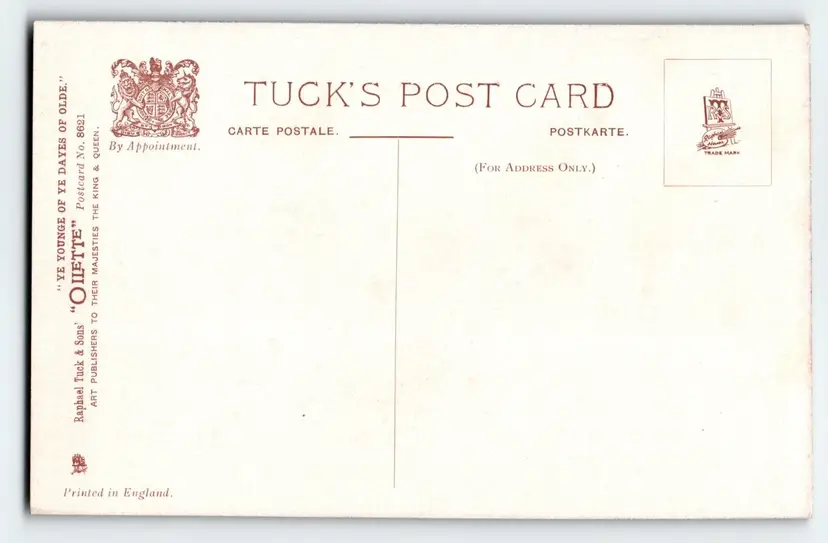 "YE YOUNGE OF YE DAYES OF OLDE."
Raphael Tuck & Sons' "OILETTE" Postcard No. 8621
ART PUBLISHERS TO THEIR MAJESTIES THE KING & QUEEN.
By Appointment.
TUCK'S POST CARD
CARTE POSTALE. POSTKARTE.
(FOR ADDRESS ONLY.)
Raphael
TRADE MARK
Printed in England.